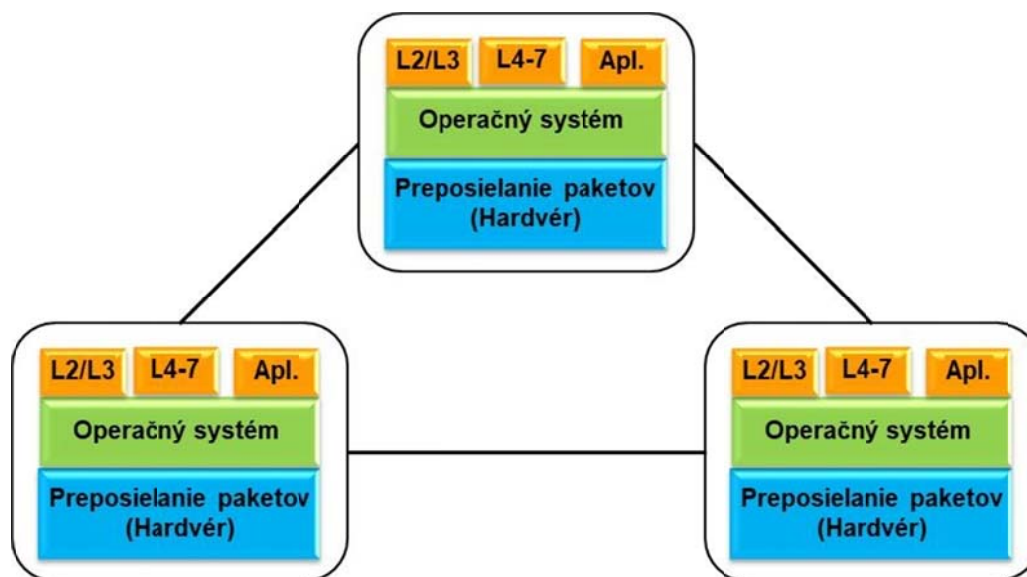 L2/L3 L4-7 Apl.
Operačný systém
Preposielanie paketov
(Hardvér)
L2/L3 L4-7 Apl.
Operačný systém
Preposielanie paketov
(Hardvér)
L2/L3 L4-7 Apl.
Operačný systém
Preposielanie paketov
(Hardvér)